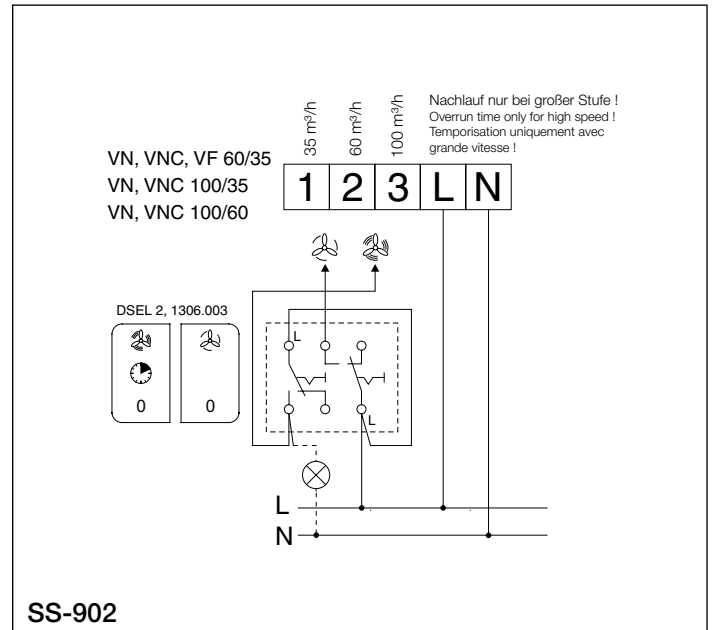 35 m³/h
60 m³/h
100 m³/h
Nachlauf nur bei großer Stufe !
Overrun time only for high speed !
Temporisation uniquement avec
grande vitesse !
VN, VNC, VF 60/35
VN, VNC 100/35
VN, VNC 100/60
1 2 3 L N
DSEL 2, 1306.003
0 0
L
L
L
N
SS-902